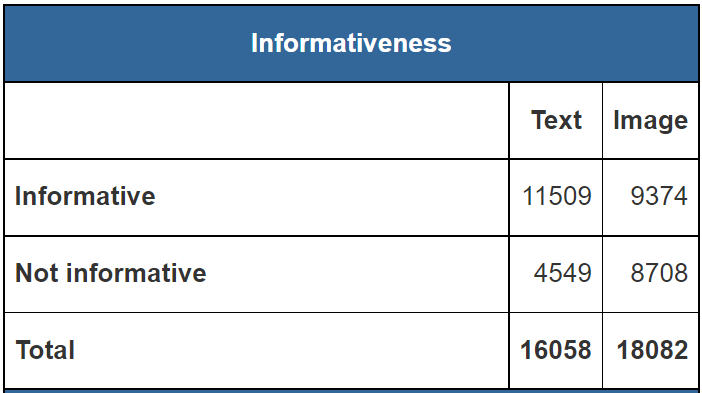 Informativeness
Text Image
Informative 11509 9374
Not informative 4549 8708
Total 16058 18082